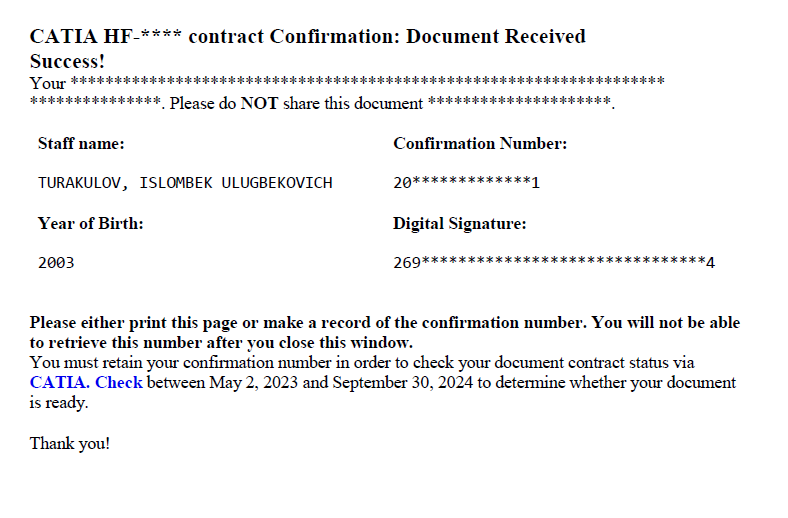 CATIA HF-**** contract Confirmation: Document Received
Success!
Your ********************************************************************
***************. Please do NOT share this document *********************.
Staff name:
Confirmation Number:
TURAKULOV, ISLOMBEK ULUGBEKOVICH
20*************1
Year of Birth:
Digital Signature:
2003
269*******************************4
Please either print this page or make a record of the confirmation number. You will not be able
to retrieve this number after you close this window.
You must retain your confirmation number in order to check your document contract status via
CATIA. Check between May 2, 2023 and September 30, 2024 to determine whether your document
is ready.
Thank you!